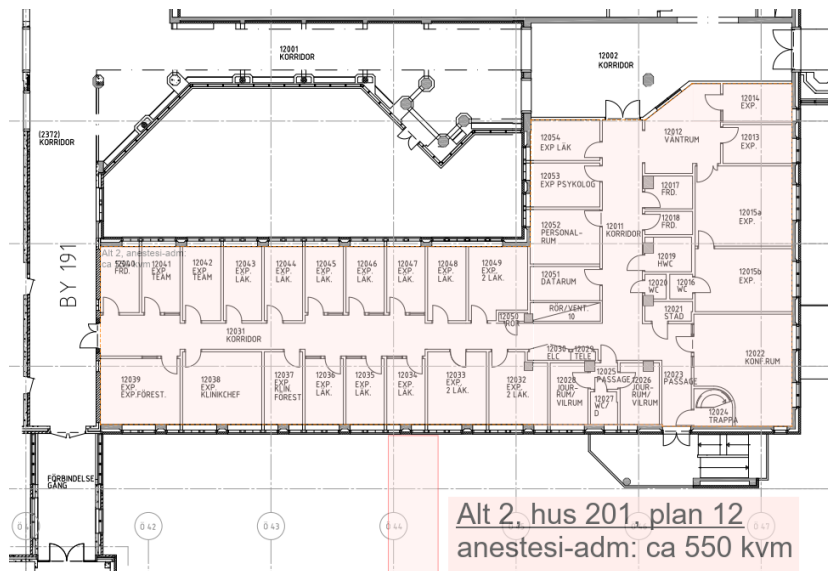 12001
KORRIDOR
12002
KORRIDOR
(2372)
KORRIDOR
BY 191
12014
EXP.
12054
EXP LÄK
12012
VÄNTRUM
12013
EXP.
12053
EXP PSYKOLOG
12017
FRD.
12052
PERSONAL-
RUM
12011
KORRIDOR
12018
FRD.
12015a
EXP.
Alt 2, anestesi-adm:
ca 550 kvm
12040
FRD.
12041
EXP.
TEAM
12042
EXP.
TEAM
12043
EXP.
LÄK.
12044
EXP.
LÄK.
12045
EXP.
LÄK.
12046
EXP.
LÄK.
12047
EXP.
LÄK.
12048
EXP.
LÄK.
12049
EXP.
2 LÄK.
12051
DATARUM
12019
HWC
12020
WC
12016
WC
12015b
EXP.
RÖR/VENT.
10
12050
RÖR
12021
STÄD
12031
KORRIDOR
12030
ELC
12029
TELE
12022
KONF.RUM
12039
EXP.
EXP.FÖREST.
12038
EXP.
KLINIKCHEF
12037
EXP.
KLIN.
FÖREST
12036
EXP.
LÄK.
12035
EXP.
LÄK.
12034
EXP.
LÄK.
12033
EXP.
2 LÄK.
12032
EXP.
2 LÄK.
12028
JOUR-
RUM/
VILRUM
12025
PASSAGE
12027
WC/
D
12026
JOUR-
RUM/
VILRUM
12023
PASSAGE
12024
TRAPPA
FÖRBINDELSE-
GÅNG
Ö 42
Ö 43
Ö 44
Ö 47
Alt 2, hus 201, plan 12
anestesi-adm: ca 550 kvm